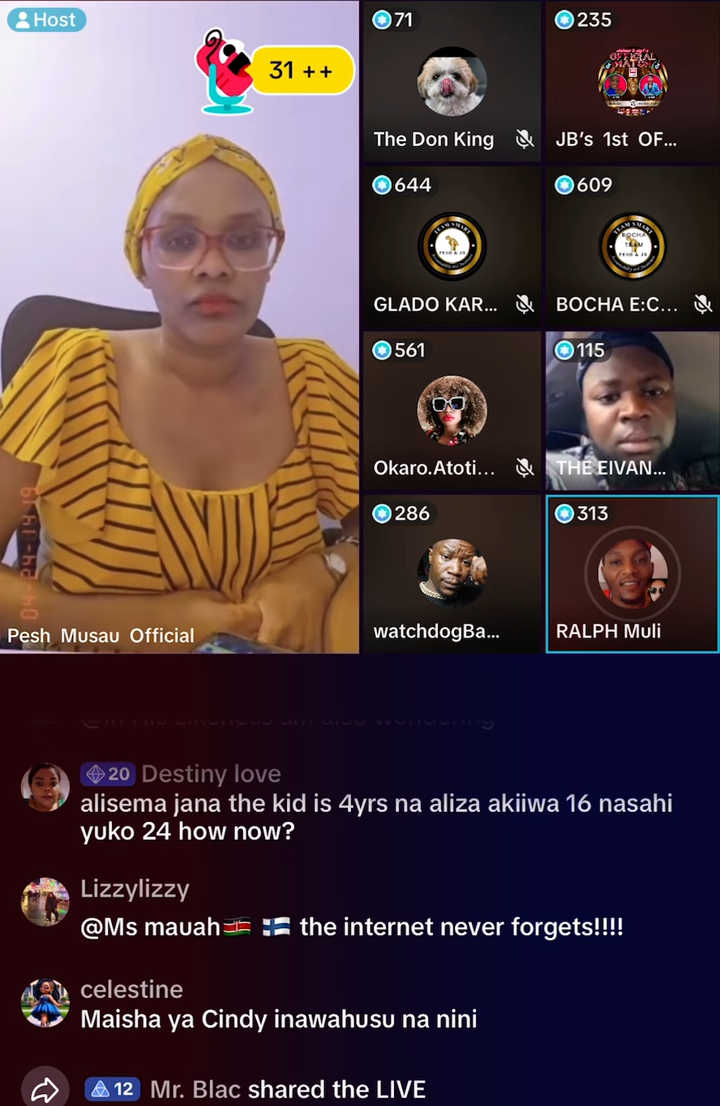 Host
31 ++
71
235
The Don King
JB's 1st OF...
644
609
GLADO KAR...
BOCHA E:C...
561
115
Okaro.Atoti...
THE EIVAN...
286
313
watchdogBa...
RALPH Muli
Pesh Musau Official
am also wondering
20 Destiny love
alisema jana the kid is 4yrs na aliza akiiwa 16 nasahi
yuko 24 how now?
Lizzylizzy
@Ms mauah🇰🇪 🇫🇮 the internet never forgets!!!!
celestine
Maisha ya Cindy inawahusu na nini
12 Mr. Blac shared the LIVE